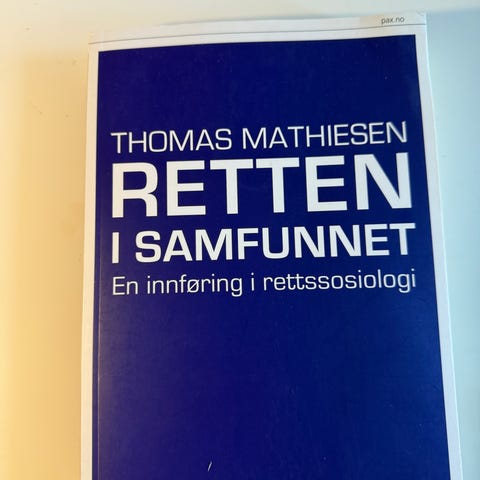 pax.no
THOMAS MATHIESEN
RETTEN
I SAMFUNNET
En innføring i rettssosiologi